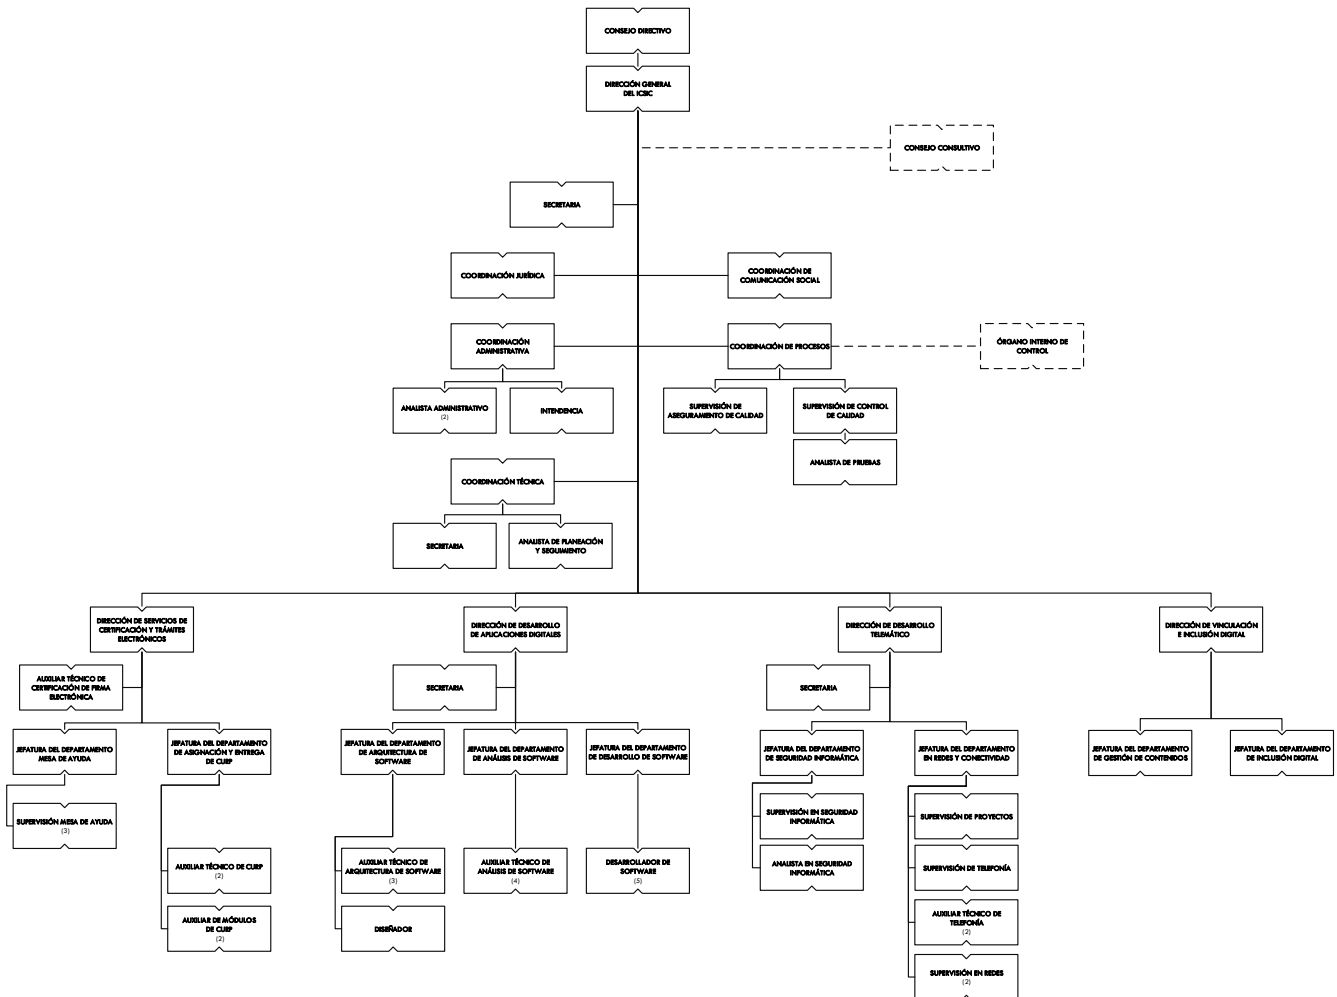 CONSEJO DIRECTIVO
DIRECCIÓN GENERAL
DEL ICSIC
CONSEJO CONSULTIVO
SECRETARIA
COORDINACIÓN JURÍDICA
COORDINACIÓN DE
COMUNICACIÓN SOCIAL
COORDINACIÓN
ADMINISTRATIVA
COORDINACIÓN DE PROCESOS
ÓRGANO INTERNO DE
CONTROL
ANALISTA ADMINISTRATIVO
(2)
INTENDENCIA
SUPERVISIÓN DE
ASEGURAMIENTO DE CALIDAD
SUPERVISIÓN DE CONTROL
DE CALIDAD
ANALISTA DE PRUEBAS
COORDINACIÓN TÉCNICA
SECRETARIA
ANALISTA DE PLANEACIÓN
Y SEGUIMIENTO
DIRECCIÓN DE SERVICIOS DE
CERTIFICACIÓN Y TRÁMITES
ELECTRÓNICOS
DIRECCIÓN DE DESARROLLO
DE APLICACIONES DIGITALES
DIRECCIÓN DE DESARROLLO
TELEMÁTICO
DIRECCIÓN DE VINCULACIÓN
E INCLUSIÓN DIGITAL
AUXILIAR TÉCNICO DE
CERTIFICACIÓN DE FIRMA
ELECTRÓNICA
SECRETARIA
SECRETARIA
JEFATURA DEL DEPARTAMENTO
MESA DE AYUDA
JEFATURA DEL DEPARTAMENTO
DE ASIGNACIÓN Y ENTREGA
DE CURP
JEFATURA DEL DEPARTAMENTO
DE ARQUITECTURA DE
SOFTWARE
JEFATURA DEL DEPARTAMENTO
DE ANÁLISIS DE SOFTWARE
JEFATURA DEL DEPARTAMENTO
DE DESARROLLO DE SOFTWARE
JEFATURA DEL DEPARTAMENTO
DE SEGURIDAD INFORMÁTICA
JEFATURA DEL DEPARTAMENTO
EN REDES Y CONECTIVIDAD
JEFATURA DEL DEPARTAMENTO
DE GESTIÓN DE CONTENIDOS
JEFATURA DEL DEPARTAMENTO
DE INCLUSIÓN DIGITAL
SUPERVISIÓN MESA DE AYUDA
(3)
SUPERVISIÓN EN SEGURIDAD
INFORMÁTICA
SUPERVISIÓN DE PROYECTOS
AUXILIAR TÉCNICO DE CURP
(2)
AUXILIAR TÉCNICO DE
ARQUITECTURA DE SOFTWARE
(3)
AUXILIAR TÉCNICO DE
ANÁLISIS DE SOFTWARE
(4)
DESARROLLADOR DE
SOFTWARE
(5)
ANALISTA EN SEGURIDAD
INFORMÁTICA
SUPERVISIÓN DE TELEFONÍA
AUXILIAR DE MÓDULOS
DE CURP
(2)
DISEÑADOR
AUXILIAR TÉCNICO DE
TELEFONÍA
(2)
SUPERVISIÓN EN REDES
(2)